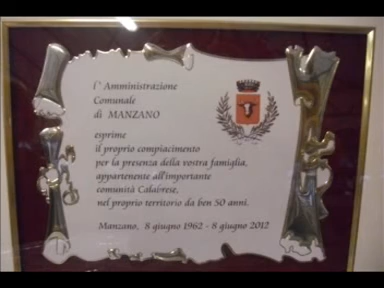 l'Amministrazione
Comunale
di MANZANO
esprime
il proprio compiacimento
per la presenza della vostra famiglia,
appartenente all'importante
comunità Calabrese,
nel proprio territorio da ben 50 anni.
Manzano, 8 giugno 1962 - 8 giugno 2012